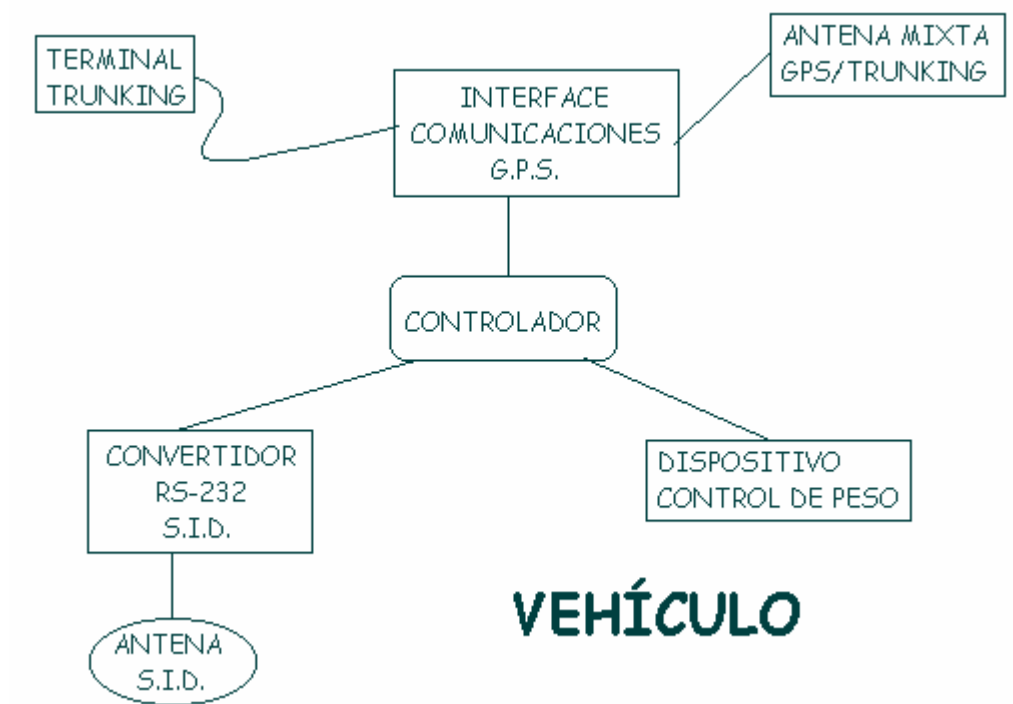 TERMINAL
TRUNKING
ANTENA MIXTA
GPS/TRUNKING
INTERFACE
COMUNICACIONES
G.P.S.
CONTROLADOR
CONVERTIDOR
RS-232
S.I.D.
DISPOSITIVO
CONTROL DE PESO
ANTENA
S.I.D.
VEHÍCULO